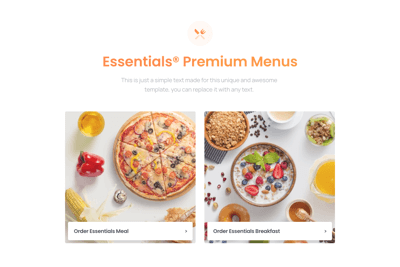 Essentials® Premium Menus
This is just a simple text made for this unique and awesome
template, you can replace it with any text.
Order Essentials Meal
Order Essentials Breakfast